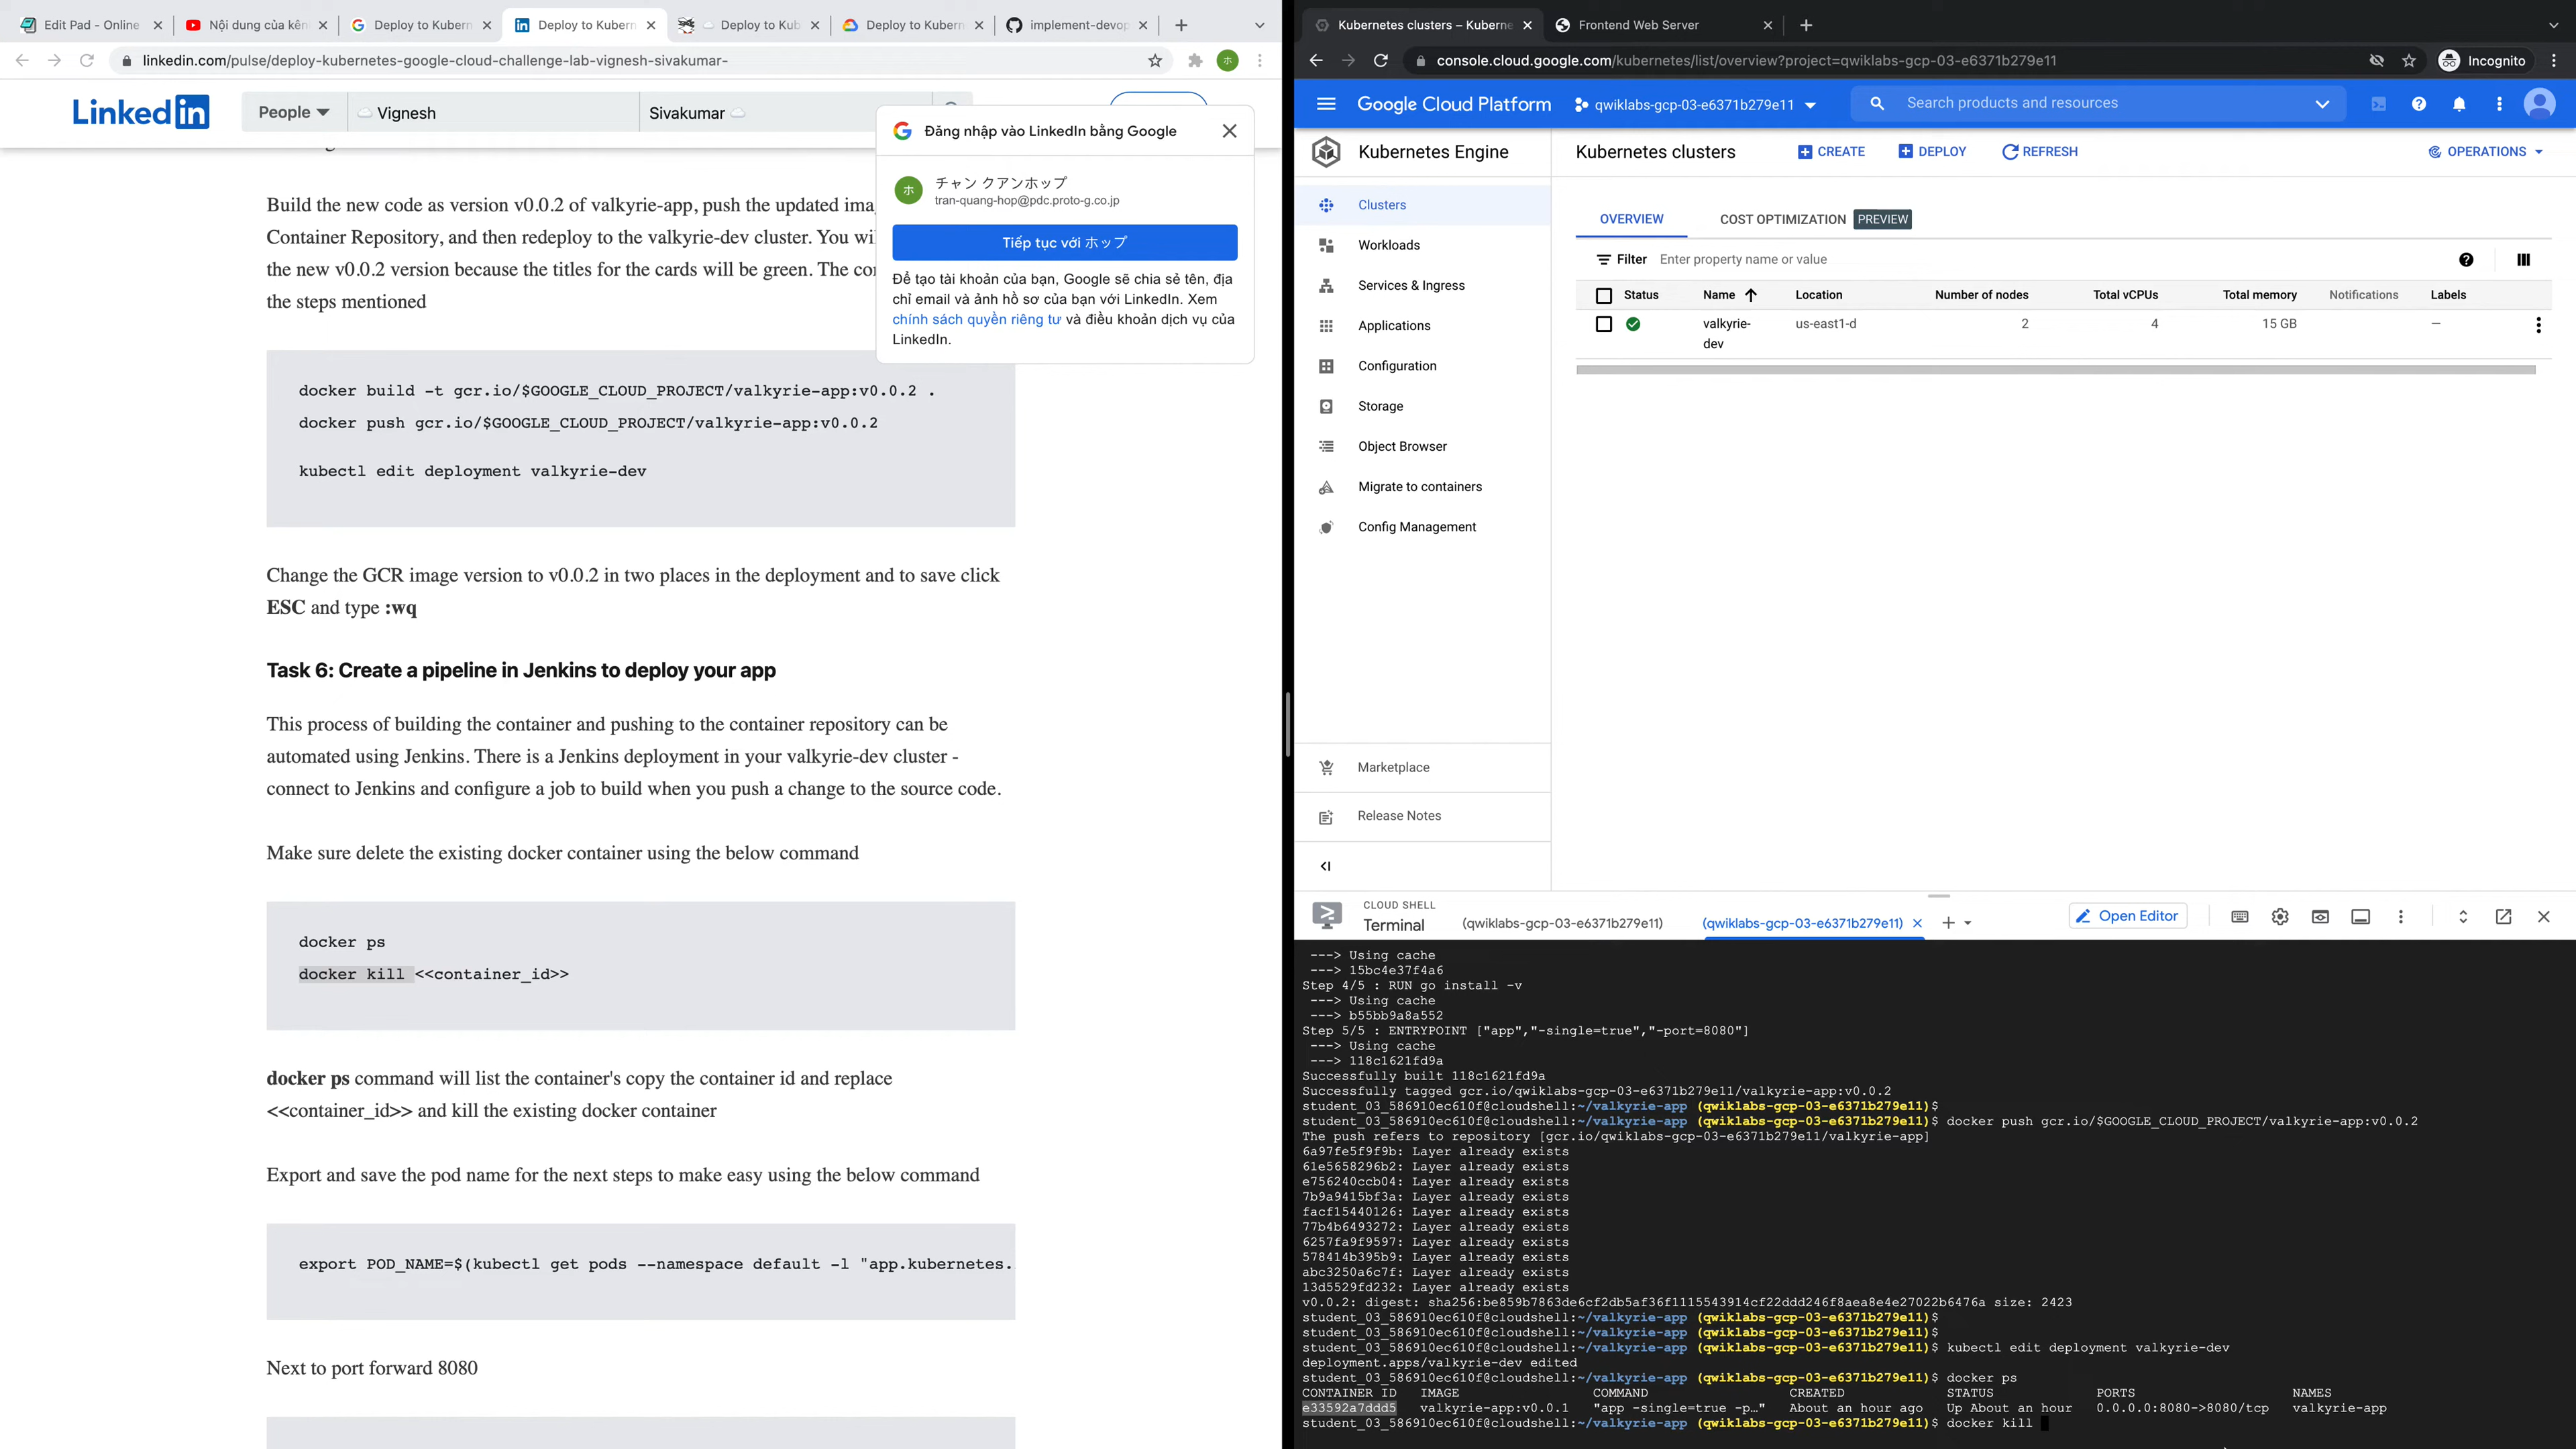 Edit Pad - Online
Nội dung của kên
Deploy to Kubern
Deploy to Kubern
Deploy to Kub
Deploy to Kubern
implement-devop
linkedin.com/pulse/deploy-kubernetes-google-cloud-challenge-lab-vignesh-sivakumar-
ホ
LinkedIn
People
Vignesh
Sivakumar
Đăng nhập vào LinkedIn bằng Google
ホ
チャン クアンホップ
tran-quang-hop@pdc.proto-g.co.jp
Tiếp tục với ホップ
Để tạo tài khoản của bạn, Google sẽ chia sẻ tên, địa
chỉ email và ảnh hồ sơ của bạn với LinkedIn. Xem
chính sách quyền riêng tư và điều khoản dịch vụ của
LinkedIn.
Build the new code as version v0.0.2 of valkyrie-app, push the updated
Container Repository, and then redeploy to the valkyrie-dev cluster. You
the new v0.0.2 version because the titles for the cards will be green. The
the steps mentioned
docker build -t gcr.io/$GOOGLE_CLOUD_PROJECT/valkyrie-app:v0.0.2 .
docker push gcr.io/$GOOGLE_CLOUD_PROJECT/valkyrie-app:v0.0.2
kubectl edit deployment valkyrie-dev
Change the GCR image version to v0.0.2 in two places in the deployment and to save click
ESC and type :wq
Task 6: Create a pipeline in Jenkins to deploy your app
This process of building the container and pushing to the container repository can be
automated using Jenkins. There is a Jenkins deployment in your valkyrie-dev cluster -
connect to Jenkins and configure a job to build when you push a change to the source code.
Make sure delete the existing docker container using the below command
docker ps
docker kill <<container_id>>
docker ps command will list the container's copy the container id and replace
<<container_id>> and kill the existing docker container
Export and save the pod name for the next steps to make easy using the below command
export POD_NAME=$(kubectl get pods --namespace default -l "app.kubernetes.
Next to port forward 8080
Kubernetes clusters – Kuberne
Frontend Web Server
console.cloud.google.com/kubernetes/list/overview?project=qwiklabs-gcp-03-e6371b279e11
Incognito
Google Cloud Platform
qwiklabs-gcp-03-e6371b279e11
Search products and resources
Kubernetes Engine
Kubernetes clusters
CREATE
DEPLOY
REFRESH
OPERATIONS
Clusters
Workloads
Services & Ingress
Applications
Configuration
Storage
Object Browser
Migrate to containers
Config Management
Marketplace
Release Notes
OVERVIEW
COST OPTIMIZATION
PREVIEW
Filter
Enter property name or value
Status Name Location Number of nodes Total vCPUs Total memory Notifications Labels
valkyrie-
dev
us-east1-d 2 4 15 GB —
CLOUD SHELL
Terminal
(qwiklabs-gcp-03-e6371b279e11)
(qwiklabs-gcp-03-e6371b279e11)
Open Editor
---> Using cache
---> 15bc4e37f4a6
Step 4/5 : RUN go install -v
---> Using cache
---> b55bb9a8a552
Step 5/5 : ENTRYPOINT ["app","-single=true","-port=8080"]
---> Using cache
---> 118c1621fd9a
Successfully built 118c1621fd9a
Successfully tagged gcr.io/qwiklabs-gcp-03-e6371b279e11/valkyrie-app:v0.0.2
student_03_586910ec610f@cloudshell:~/valkyrie-app (qwiklabs-gcp-03-e6371b279e11)$
student_03_586910ec610f@cloudshell:~/valkyrie-app (qwiklabs-gcp-03-e6371b279e11)$ docker push gcr.io/$GOOGLE_CLOUD_PROJECT/valkyrie-app:v0.0.2
The push refers to repository [gcr.io/qwiklabs-gcp-03-e6371b279e11/valkyrie-app]
6a97fe5f9f9b: Layer already exists
61e5658296b2: Layer already exists
e756240ccb04: Layer already exists
7b9a9415bf3a: Layer already exists
facf15440126: Layer already exists
77b4b6493272: Layer already exists
6257fa9f9597: Layer already exists
578414b395b9: Layer already exists
abc3250a6c7f: Layer already exists
13d5529fd232: Layer already exists
v0.0.2: digest: sha256:be859b7863de6cf2db5af36f1115543914cf22ddd246f8aea8e4e27022b6476a size: 2423
student_03_586910ec610f@cloudshell:~/valkyrie-app (qwiklabs-gcp-03-e6371b279e11)$
student_03_586910ec610f@cloudshell:~/valkyrie-app (qwiklabs-gcp-03-e6371b279e11)$
student_03_586910ec610f@cloudshell:~/valkyrie-app (qwiklabs-gcp-03-e6371b279e11)$ kubectl edit deployment valkyrie-dev
deployment.apps/valkyrie-dev edited
student_03_586910ec610f@cloudshell:~/valkyrie-app (qwiklabs-gcp-03-e6371b279e11)$ docker ps
CONTAINER ID IMAGE COMMAND CREATED STATUS PORTS NAMES
e33592a7ddd5 valkyrie-app:v0.0.1 "app -single=true -p…" About an hour ago Up About an hour 0.0.0.0:8080->8080/tcp valkyrie-app
student_03_586910ec610f@cloudshell:~/valkyrie-app (qwiklabs-gcp-03-e6371b279e11)$ docker kill